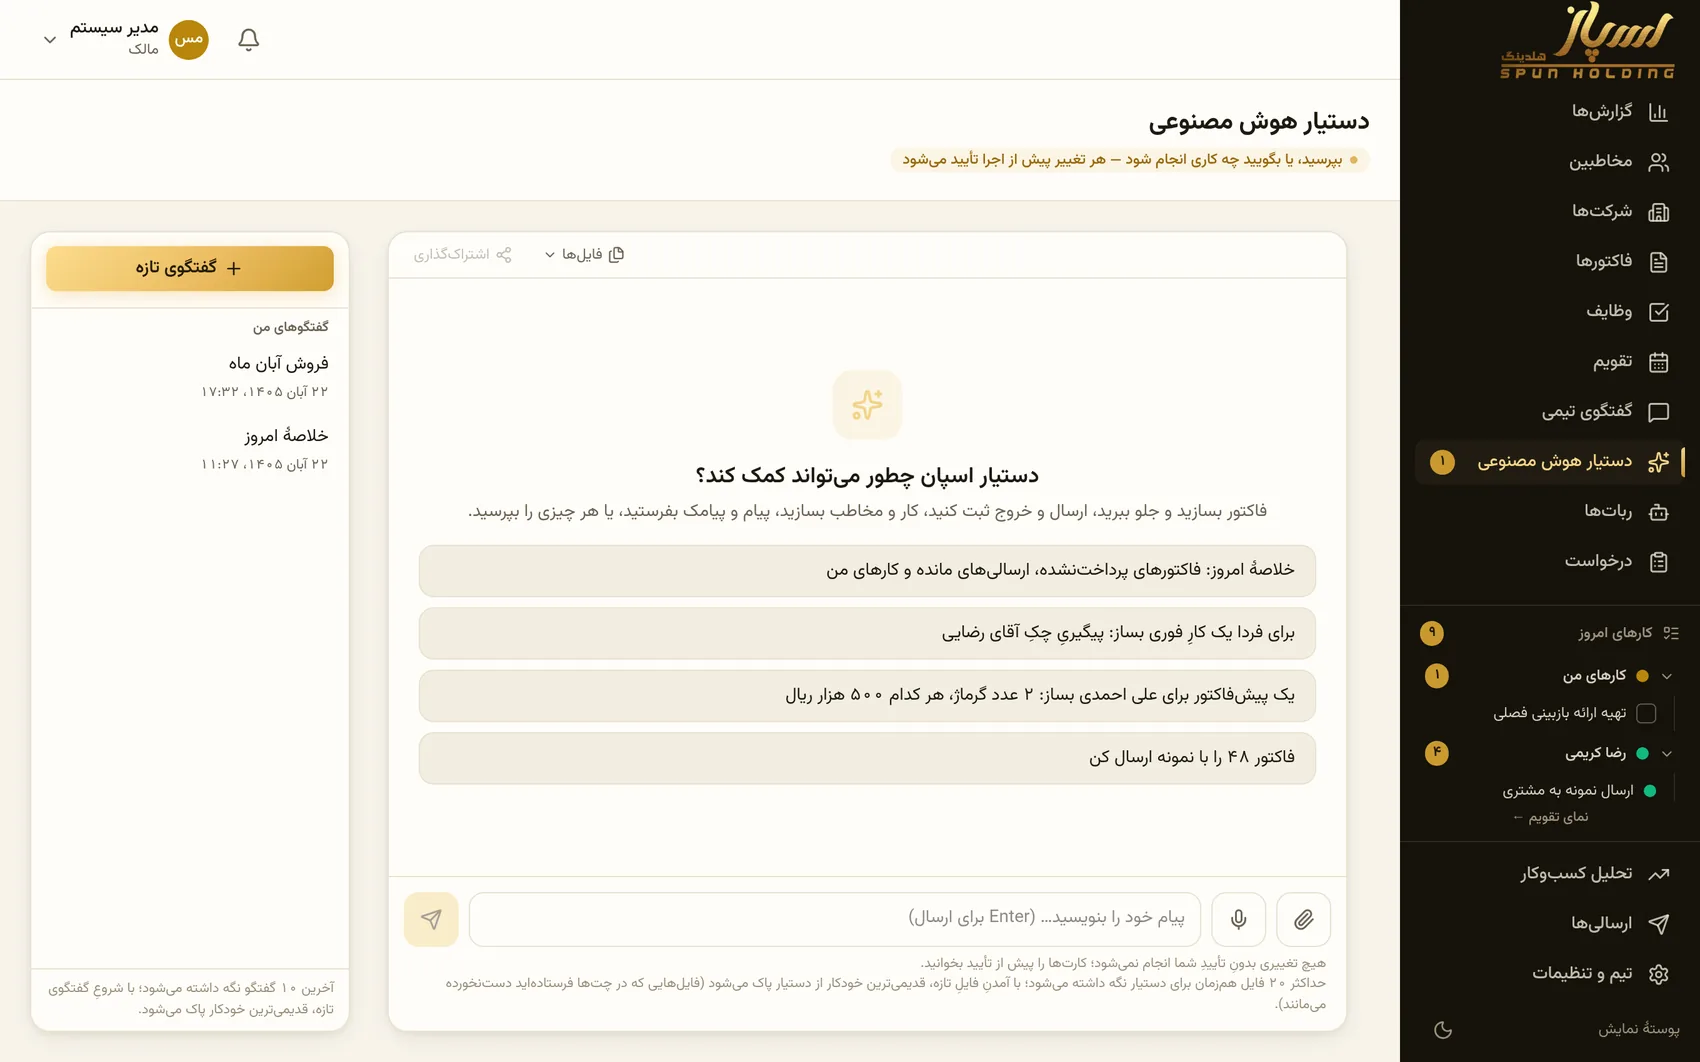 اسپان
هلدینگ
SPUN HOLDING
گزارش‌ها
مخاطبین
شرکت‌ها
فاکتورها
وظایف
تقویم
گفتگوی تیمی
دستیار هوش مصنوعی
۱
ربات‌ها
درخواست
کارهای امروز
۹
کارهای من
۱
تهیه ارائه بازبینی فصلی
رضا کریمی
۴
ارسال نمونه به مشتری
نمای تقویم ←
تحلیل کسب‌وکار
ارسالی‌ها
تیم و تنظیمات
پوستهٔ نمایش
مس
مدیر سیستم
مالک
دستیار هوش مصنوعی
بپرسید، یا بگویید چه کاری انجام شود — هر تغییر پیش از اجرا تأیید می‌شود
فایل‌ها
اشتراک‌گذاری
دستیار اسپان چطور می‌تواند کمک کند؟
فاکتور بسازید و جلو ببرید، ارسال و خروج ثبت کنید، کار و مخاطب بسازید، پیام و پیامک بفرستید، یا هر چیزی را بپرسید.
خلاصهٔ امروز: فاکتورهای پرداخت‌نشده، ارسالی‌های مانده و کارهای من
برای فردا یک کارِ فوری بساز: پیگیریِ چکِ آقای رضایی
یک پیش‌فاکتور برای علی احمدی بساز: ۲ عدد گرماژ، هر کدام ۵۰۰ هزار ریال
فاکتور ۴۸ را با نمونه ارسال کن
پیام خود را بنویسید... (Enter برای ارسال)
هیچ تغییری بدونِ تأییدِ شما انجام نمی‌شود؛ کارت‌ها را پیش از تأیید بخوانید.
حداکثر ۲۰ فایل هم‌زمان برای دستیار نگه داشته می‌شود؛ با آمدنِ فایلِ تازه، قدیمی‌ترین خودکار از دستیار پاک می‌شود (فایل‌هایی که در چت‌ها فرستاده‌اید دست‌نخورده
می‌مانند).
+ گفتگوی تازه
گفتگوهای من
فروش آبان ماه
۲۲ آبان ۱۴۰۵، ۱۷:۳۲
خلاصهٔ امروز
۲۲ آبان ۱۴۰۵، ۱۱:۲۷
آخرین ۱۰ گفتگو نگه داشته می‌شود؛ با شروعِ گفتگوی
تازه، قدیمی‌ترین خودکار پاک می‌شود.